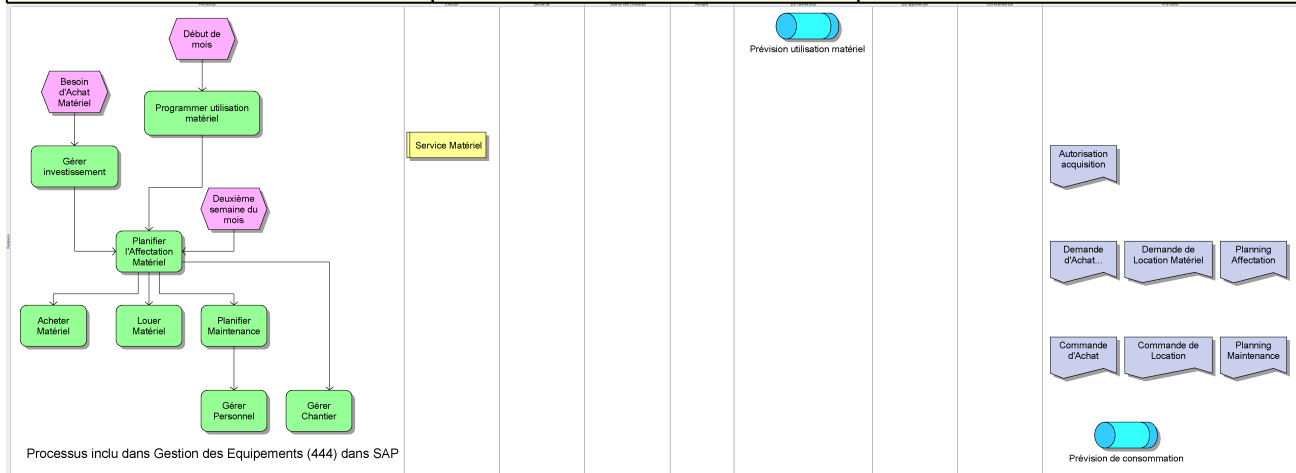 Début de
mois
Prévision utilisation matériel
Besoin
d'Achat
Matériel
Programmer utilisation
matériel
Service Matériel
Gérer
investissement
Autorisation
acquisition
Deuxième
semaine du
mois
Planifier
l'Affectation
Matériel
Demande
d'Achat...
Demande de
Location Matériel
Planning
Affectation
Acheter
Matériel
Louer
Matériel
Planifier
Maintenance
Commande
d'Achat
Commande de
Location
Planning
Maintenance
Gérer
Personnel
Gérer
Chantier
Prévision de consommation
Processus inclu dans Gestion des Equipements (444) dans SAP